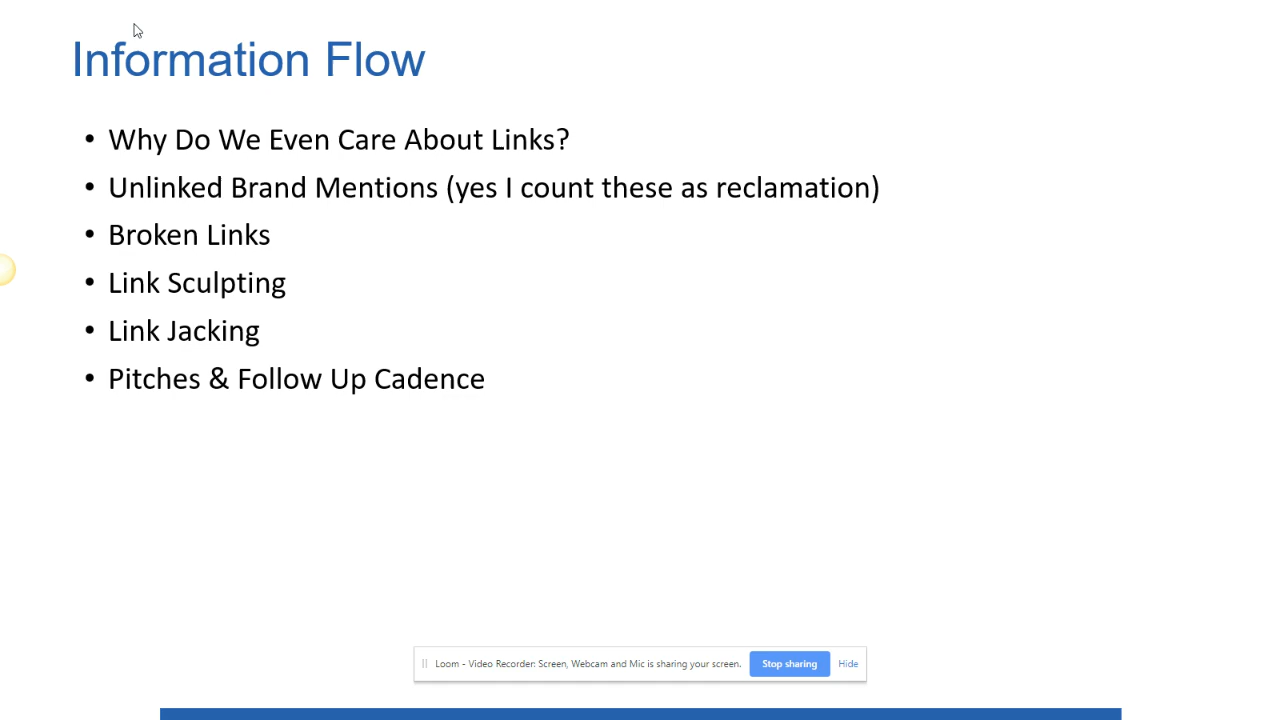 Information Flow
• Why Do We Even Care About Links?
• Unlinked Brand Mentions (yes I count these as reclamation)
• Broken Links
• Link Sculpting
• Link Jacking
• Pitches & Follow Up Cadence
Loom - Video Recorder: Screen, Webcam and Mic is sharing your screen. Stop sharing Hide